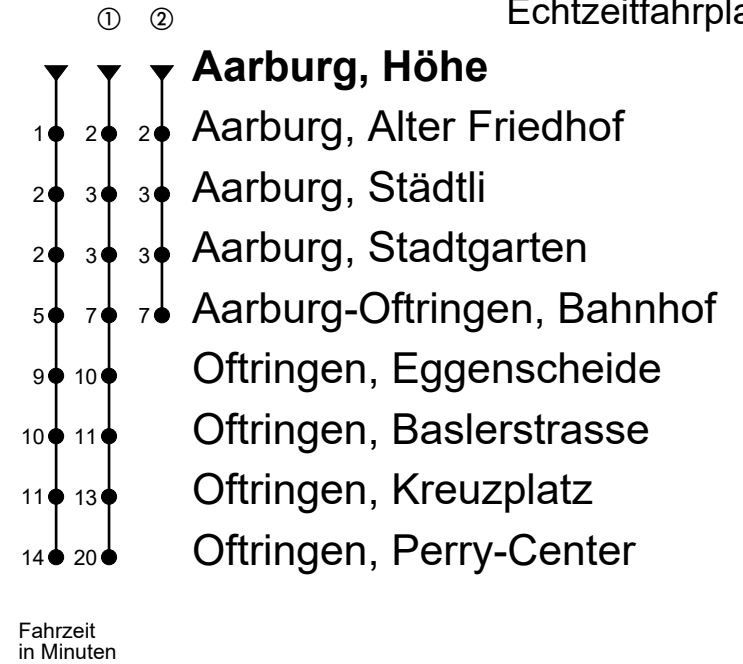 ① ② Echtzeitfahrpla
Aarburg, Höhe
1 2 2 Aarburg, Alter Friedhof
2 3 3 Aarburg, Städtli
2 3 3 Aarburg, Stadtgarten
5 7 7 Aarburg-Oftringen, Bahnhof
9 10 Oftringen, Eggenscheide
10 11 Oftringen, Baslerstrasse
11 13 Oftringen, Kreuzplatz
14 20 Oftringen, Perry-Center
Fahrzeit
in Minuten